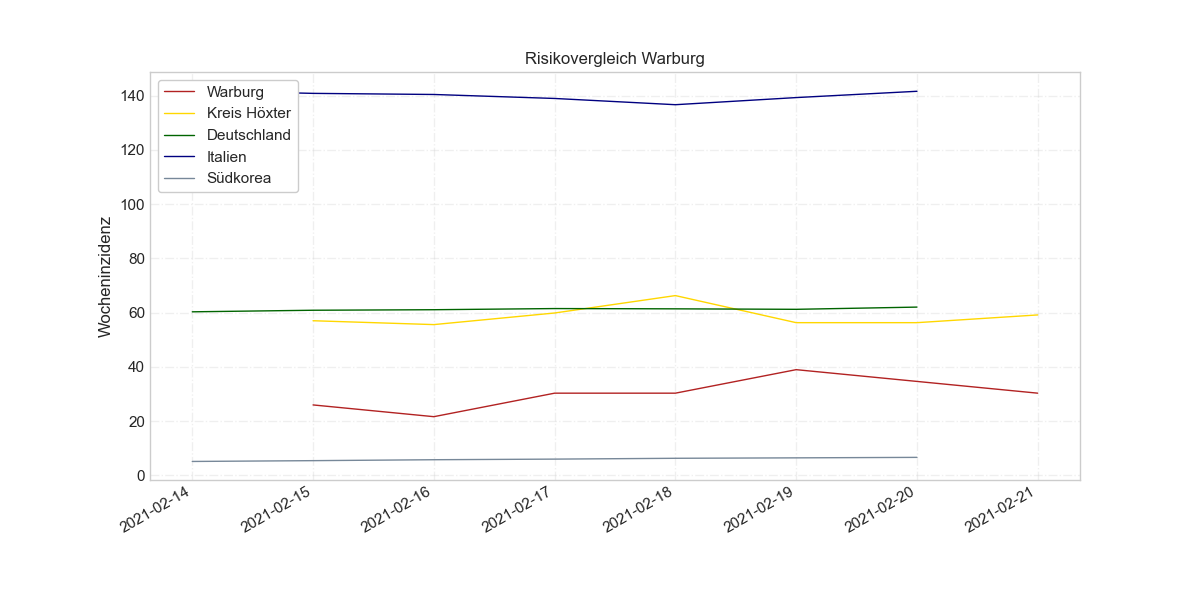 Risikovergleich Warburg
Warburg
Kreis Höxter
Deutschland
Italien
Südkorea
Wocheninzidenz
140
120
100
80
60
40
20
0
2021-02-14
2021-02-15
2021-02-16
2021-02-17
2021-02-18
2021-02-19
2021-02-20
2021-02-21